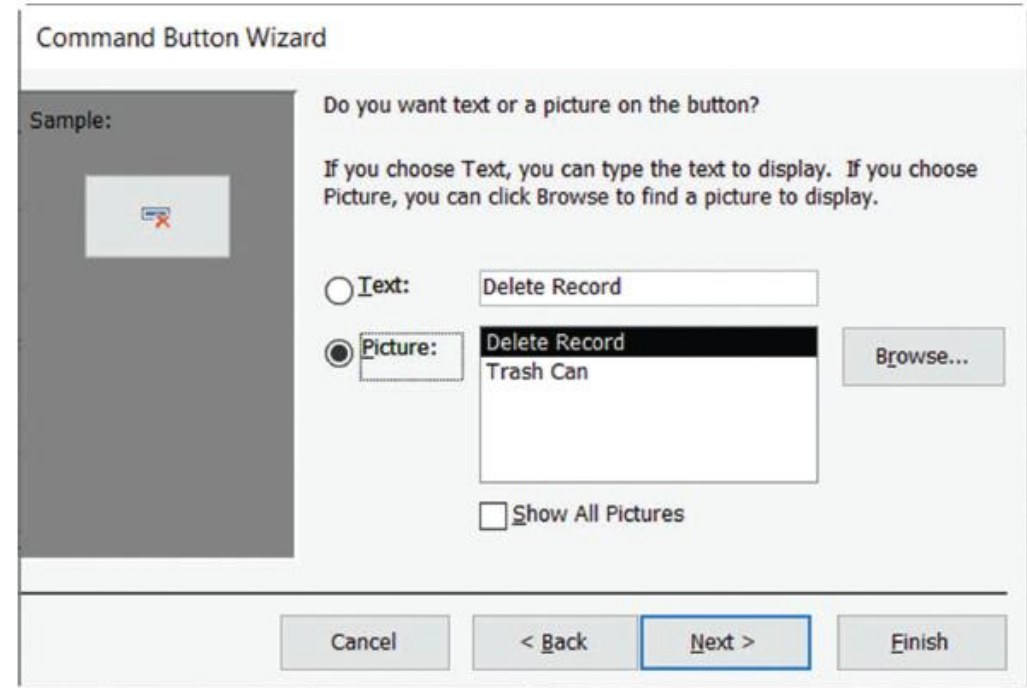 Command Button Wizard
Sample:
Do you want text or a picture on the button?
If you choose Text, you can type the text to display. If you choose
Picture, you can click Browse to find a picture to display.
Text:
Delete Record
Picture:
Delete Record
Trash Can
Browse...
Show All Pictures
Cancel
< Back
Next >
Finish